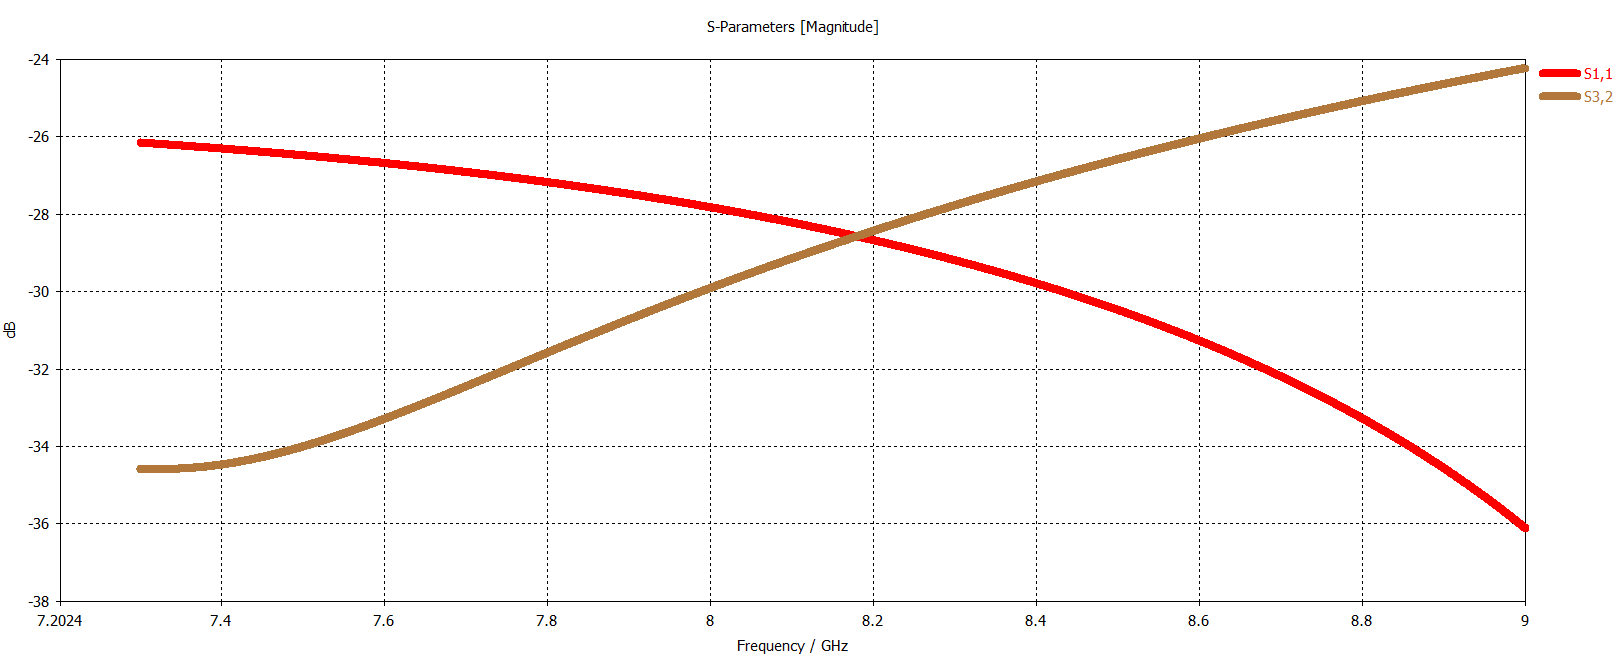 S-Parameters [Magnitude]
-24
-26
-28
-30
-32
-34
-36
-38
dB
7.2024 7.4 7.6 7.8 8 8.2 8.4 8.6 8.8 9
Frequency / GHz
S1,1
S3,2